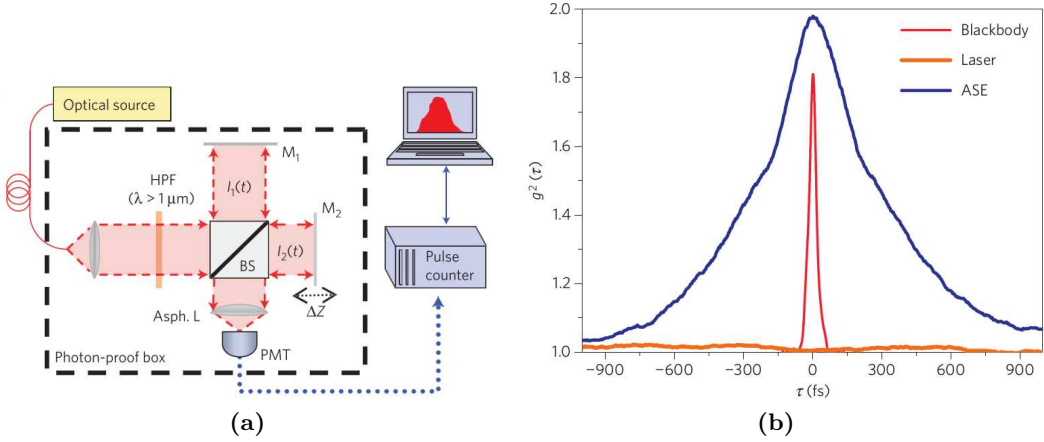 Optical source
M1
HPF
(λ > 1 µm)
I1(t)
M2
I2(t)
BS
ΔZ
Asph. L
PMT
Photon-proof box
Pulse
counter
(a)
2.0
1.8
1.6
1.4
1.2
1.0
g²(τ)
Blackbody
Laser
ASE
−900 −600 −300 0 300 600 900
τ (fs)
(b)